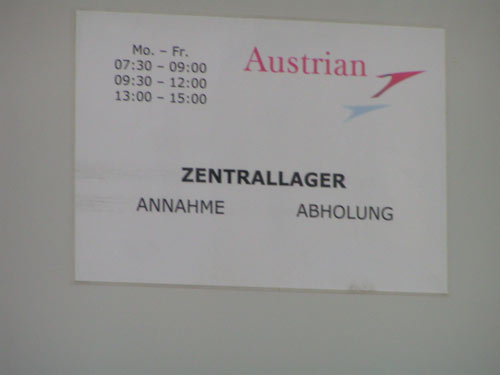 Mo. – Fr.
07:30 – 09:00
09:30 – 12:00
13:00 – 15:00
Austrian
ZENTRALLAGER
ANNAHME ABHOLUNG